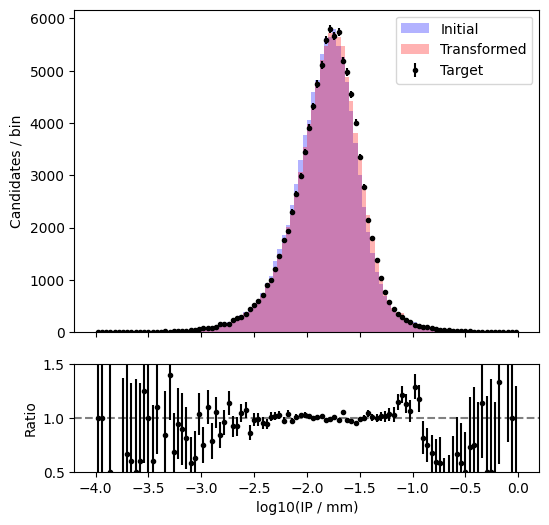 Initial
Transformed
Target
6000
5000
4000
3000
2000
1000
0
Candidates / bin
1.5
1.0
0.5
Ratio
−4.0 −3.5 −3.0 −2.5 −2.0 −1.5 −1.0 −0.5 0.0
log10(IP / mm)